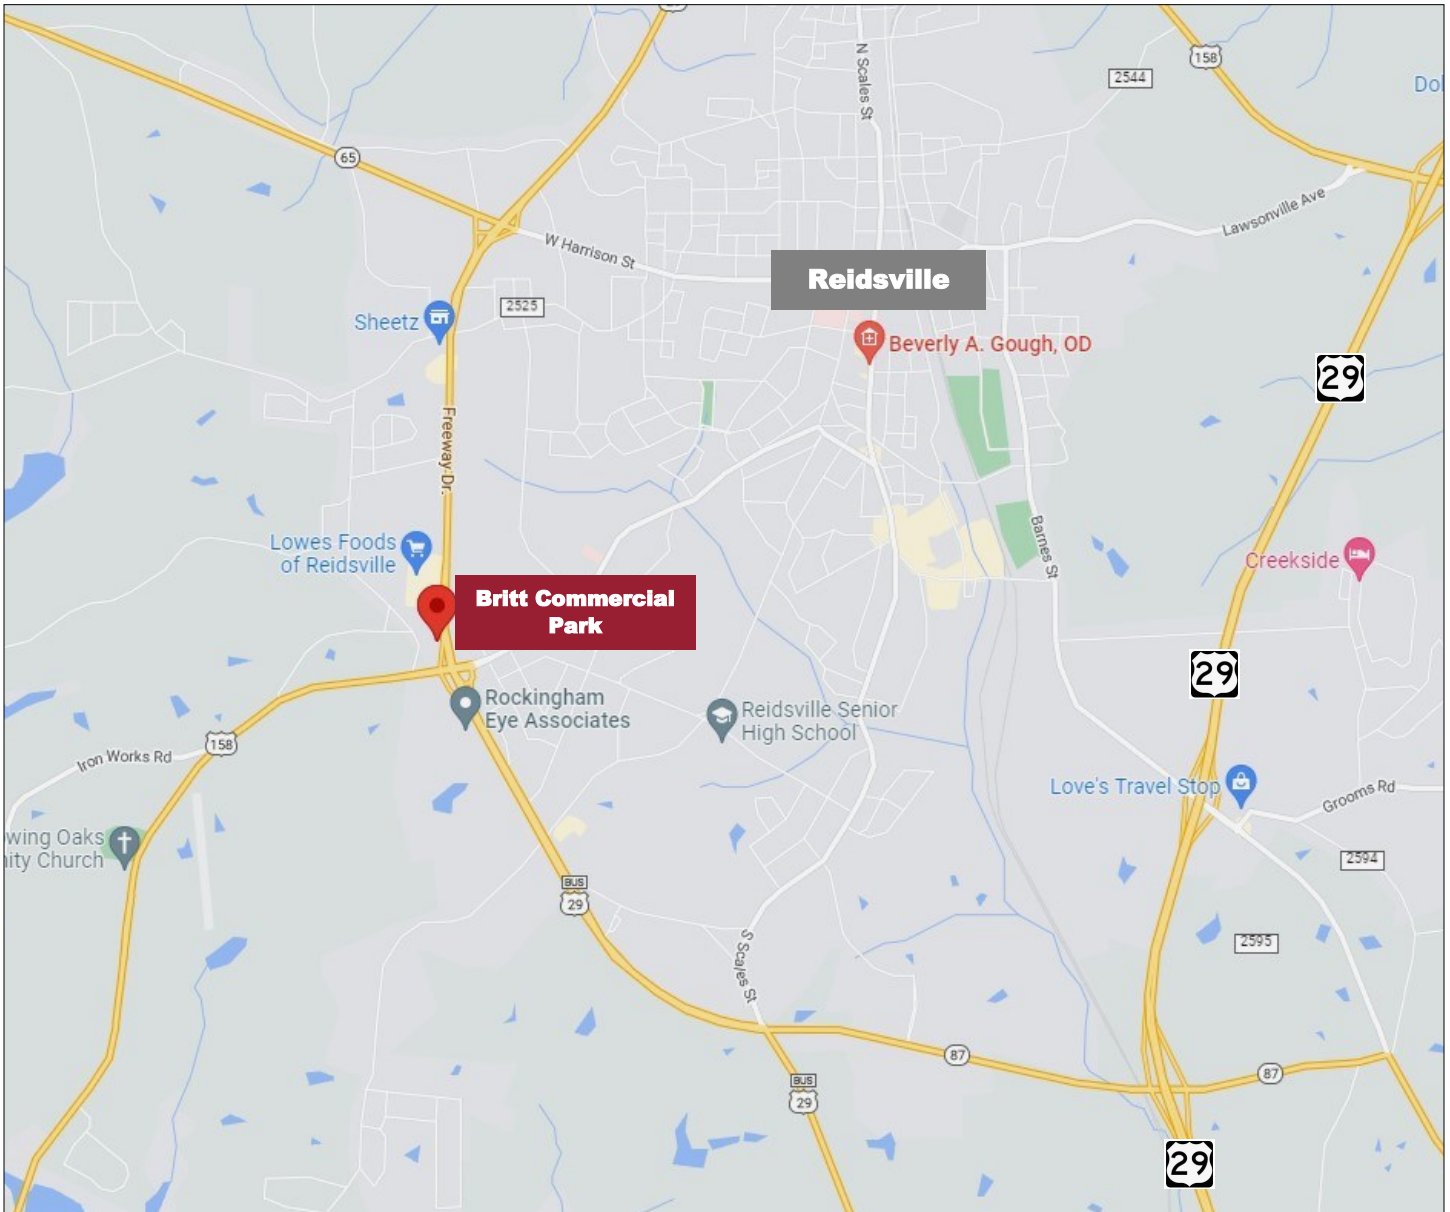 29
158
2544
Dol
N Scales St
65
Lawsonville Ave
W Harrison St
Reidsville
2525
Sheetz
Beverly A. Gough, OD
29
Freeway Dr.
Lowes Foods
of Reidsville
Barnes St
Creekside
Britt Commercial
Park
29
Rockingham
Eye Associates
Reidsville Senior
High School
158
Iron Works Rd
Love's Travel Stop
Grooms Rd
wing Oaks
nity Church
2594
BUS
29
2595
S Scales St
87
87
BUS
29
29